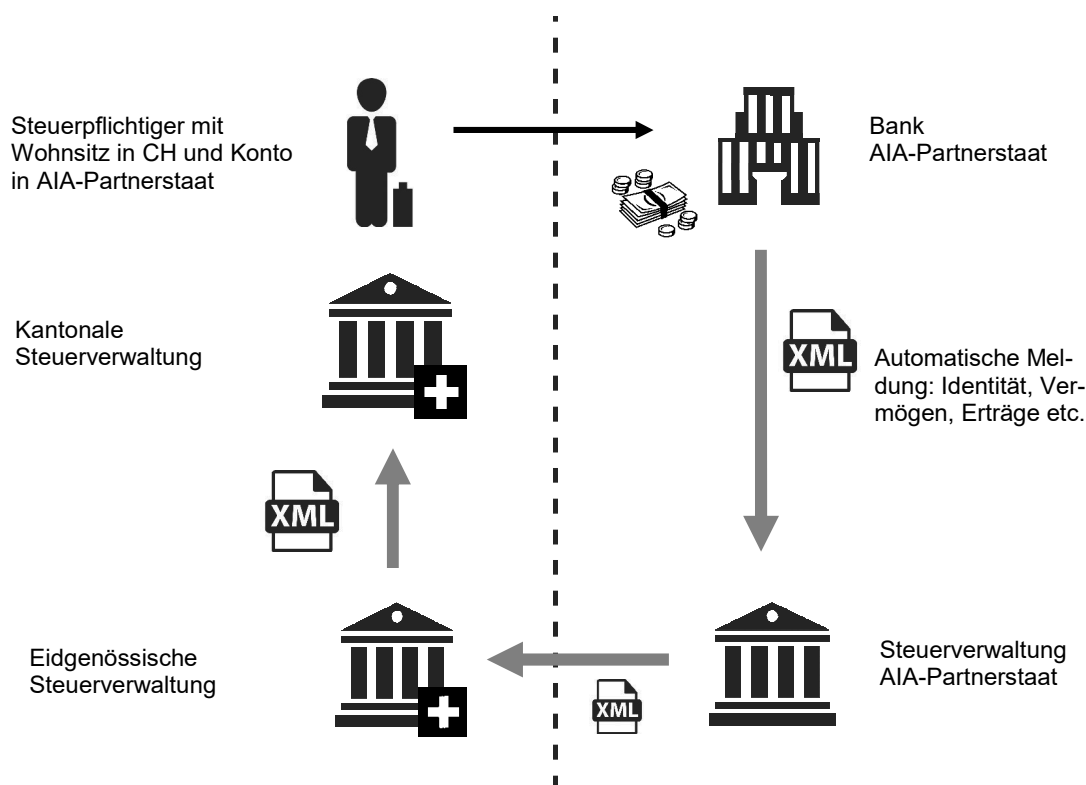 Steuerpflichtiger mit
Wohnsitz in CH und Konto
in AIA-Partnerstaat
Bank
AIA-Partnerstaat
Kantonale
Steuerverwaltung
XML
Automatische Mel-
dung: Identität, Ver-
mögen, Erträge etc.
XML
Eidgenössische
Steuerverwaltung
XML
Steuerverwaltung
AIA-Partnerstaat